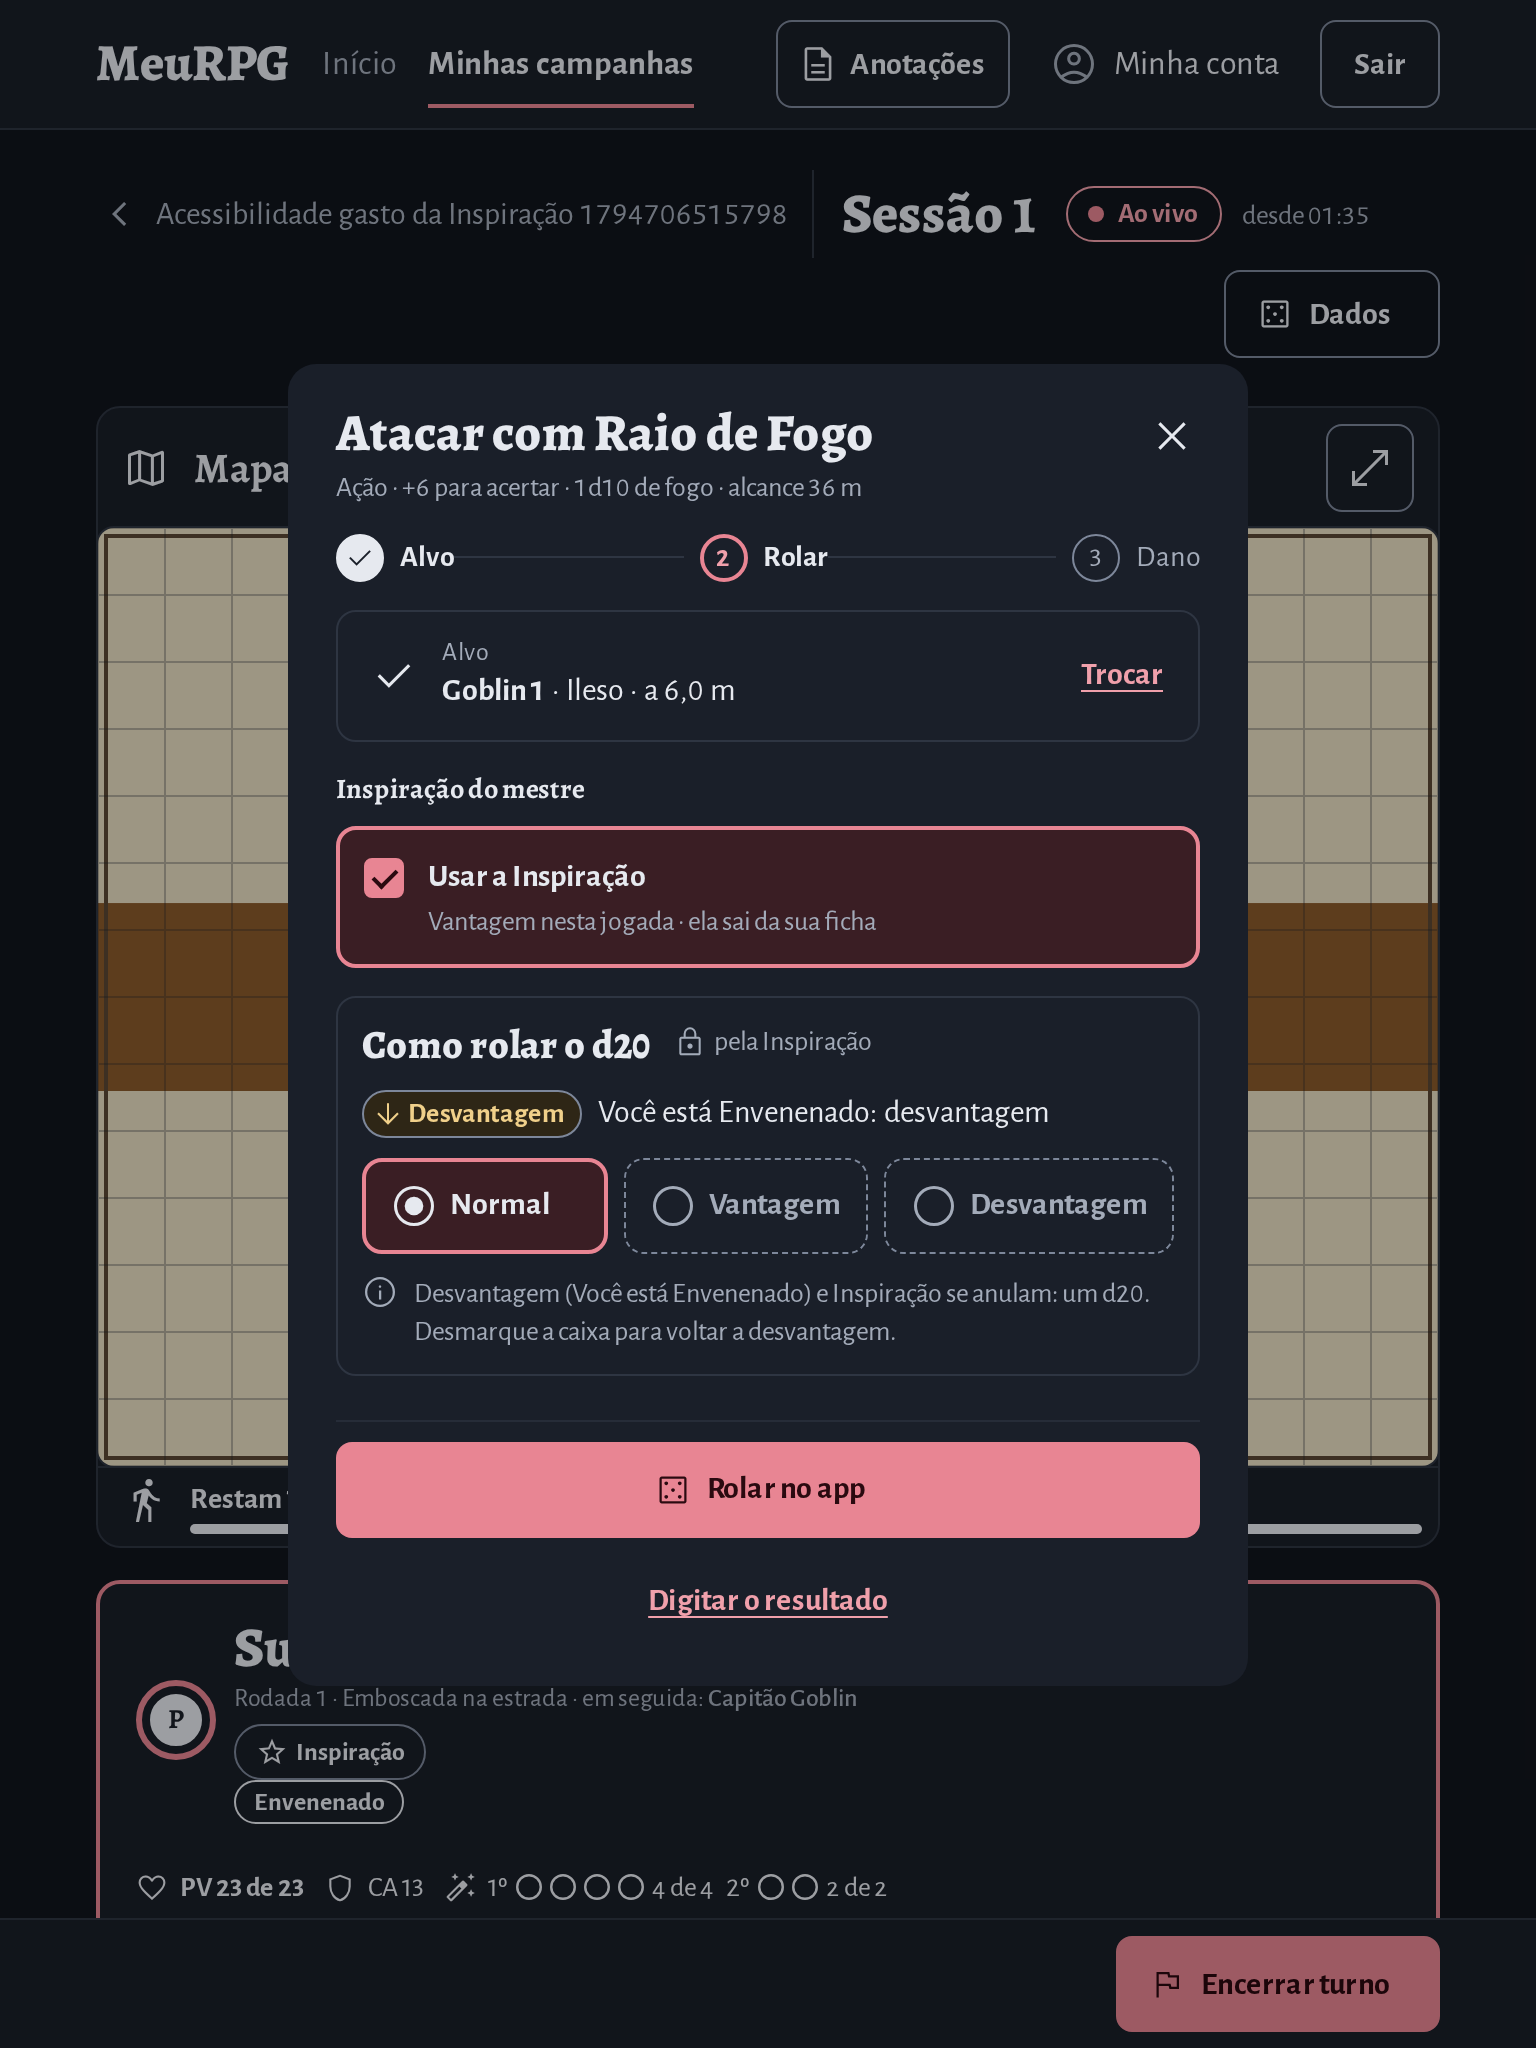 MeuRPG Início Minhas campanhas Anotações Minha conta Sair
Acessibilidade gasto da Inspiração 1794706515798 Sessão 1 Ao vivo desde 01:35
Dados
Mapa
Atacar com Raio de Fogo
Ação · +6 para acertar · 1d10 de fogo · alcance 36 m
Alvo 2 Rolar 3 Dano
Alvo
Goblin 1 · Ileso · a 6,0 m
Trocar
Inspiração do mestre
Usar a Inspiração
Vantagem nesta jogada · ela sai da sua ficha
Como rolar o d20 pela Inspiração
Desvantagem Você está Envenenado: desvantagem
Normal Vantagem Desvantagem
Desvantagem (Você está Envenenado) e Inspiração se anulam: um d20.
Desmarque a caixa para voltar a desvantagem.
Rolar no app
Digitar o resultado
Restam
Su
Rodada 1 · Emboscada na estrada · em seguida: Capitão Goblin
P
Inspiração
Envenenado
PV 23 de 23 CA 13 1º 4 de 4 2º 2 de 2
Encerrar turno